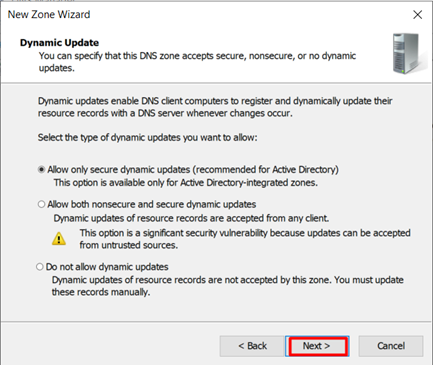 New Zone Wizard
Dynamic Update
You can specify that this DNS zone accepts secure, nonsecure, or no dynamic
updates.
Dynamic updates enable DNS client computers to register and dynamically update their
resource records with a DNS server whenever changes occur.
Select the type of dynamic updates you want to allow:
Allow only secure dynamic updates (recommended for Active Directory)
This option is available only for Active Directory-integrated zones.
Allow both nonsecure and secure dynamic updates
Dynamic updates of resource records are accepted from any client.
This option is a significant security vulnerability because updates can be accepted
from untrusted sources.
Do not allow dynamic updates
Dynamic updates of resource records are not accepted by this zone. You must update
these records manually.
< Back Next > Cancel